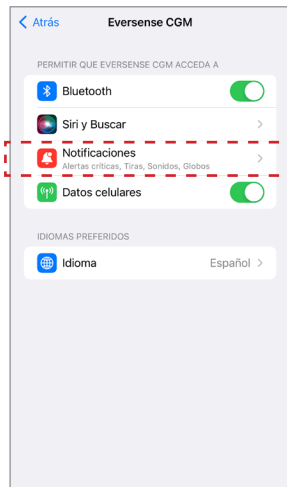 Atrás
Eversense CGM
PERMITIR QUE EVERSENSE CGM ACCEDA A
Bluetooth
Siri y Buscar
Notificaciones
Alertas críticas, Tiras, Sonidos, Globos
Datos celulares
IDIOMAS PREFERIDOS
Idioma Español